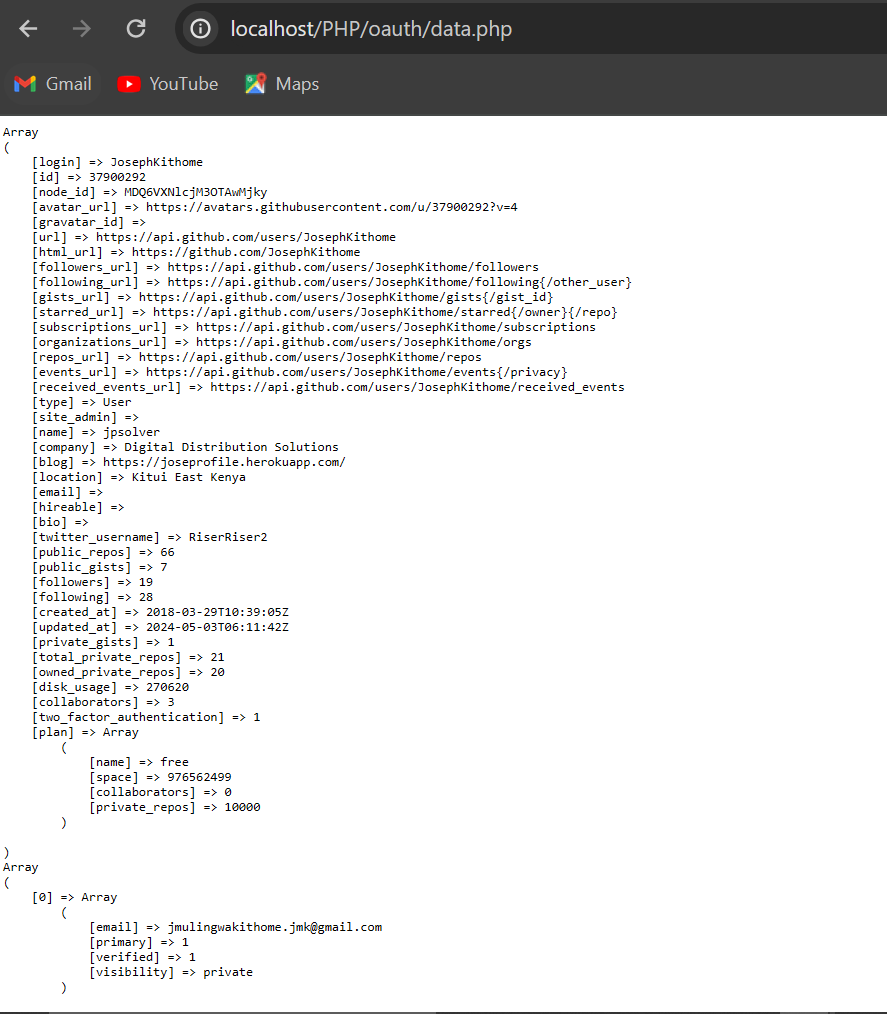 localhost/PHP/oauth/data.php
Gmail YouTube Maps
Array
(
    [login] => JosephKithome
    [id] => 37900292
    [node_id] => MDQ6VXNlcjM3OTAwMjky
    [avatar_url] => https://avatars.githubusercontent.com/u/37900292?v=4
    [gravatar_id] =>
    [url] => https://api.github.com/users/JosephKithome
    [html_url] => https://github.com/JosephKithome
    [followers_url] => https://api.github.com/users/JosephKithome/followers
    [following_url] => https://api.github.com/users/JosephKithome/following{/other_user}
    [gists_url] => https://api.github.com/users/JosephKithome/gists{/gist_id}
    [starred_url] => https://api.github.com/users/JosephKithome/starred{/owner}{/repo}
    [subscriptions_url] => https://api.github.com/users/JosephKithome/subscriptions
    [organizations_url] => https://api.github.com/users/JosephKithome/orgs
    [repos_url] => https://api.github.com/users/JosephKithome/repos
    [events_url] => https://api.github.com/users/JosephKithome/events{/privacy}
    [received_events_url] => https://api.github.com/users/JosephKithome/received_events
    [type] => User
    [site_admin] =>
    [name] => jpsolver
    [company] => Digital Distribution Solutions
    [blog] => https://joseprofile.herokuapp.com/
    [location] => Kitui East Kenya
    [email] =>
    [hireable] =>
    [bio] =>
    [twitter_username] => RiserRiser2
    [public_repos] => 66
    [public_gists] => 7
    [followers] => 19
    [following] => 28
    [created_at] => 2018-03-29T10:39:05Z
    [updated_at] => 2024-05-03T06:11:42Z
    [private_gists] => 1
    [total_private_repos] => 21
    [owned_private_repos] => 20
    [disk_usage] => 270620
    [collaborators] => 3
    [two_factor_authentication] => 1
    [plan] => Array
        (
            [name] => free
            [space] => 976562499
            [collaborators] => 0
            [private_repos] => 10000
        )
)
Array
(
    [0] => Array
        (
            [email] => jmulingwakithome.jmk@gmail.com
            [primary] => 1
            [verified] => 1
            [visibility] => private
        )